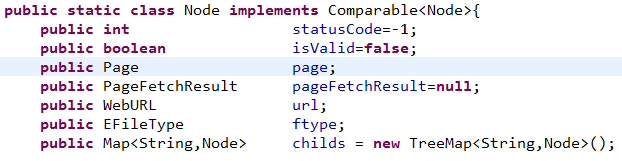 public static class Node implements Comparable<Node>{
public int statusCode=-1;
public boolean isValid=false;
public Page page;
public PageFetchResult pageFetchResult=null;
public WebURL url;
public EFileType ftype;
public Map<String,Node> childs = new TreeMap<String,Node>();